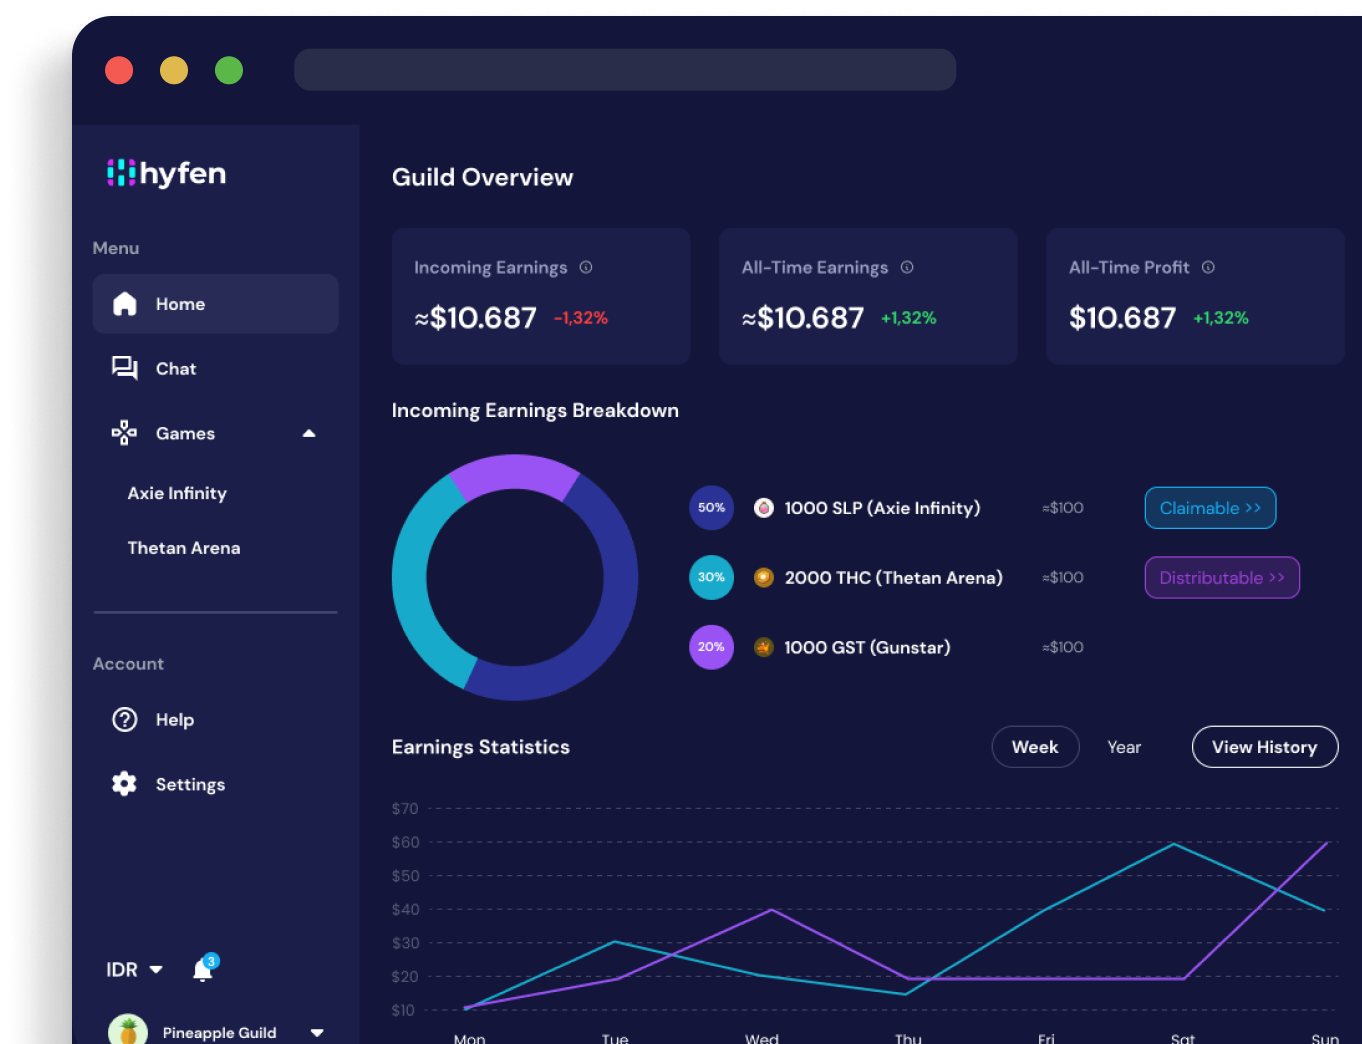 hyfen
Menu
Home
Chat
Games
Axie Infinity
Thetan Arena
Account
Help
Settings
IDR
3
Pineapple Guild
Guild Overview
Incoming Earnings
≈$10.687 -1,32%
All-Time Earnings
≈$10.687 +1,32%
All-Time Profit
$10.687 +1,32%
Incoming Earnings Breakdown
50% 1000 SLP (Axie Infinity) ≈$100 Claimable >>
30% 2000 THC (Thetan Arena) ≈$100 Distributable >>
20% 1000 GST (Gunstar) ≈$100
Earnings Statistics
Week Year View History
$70
$60
$50
$40
$30
$20
$10
Mon Tue Wed Thu Fri Sat Sun